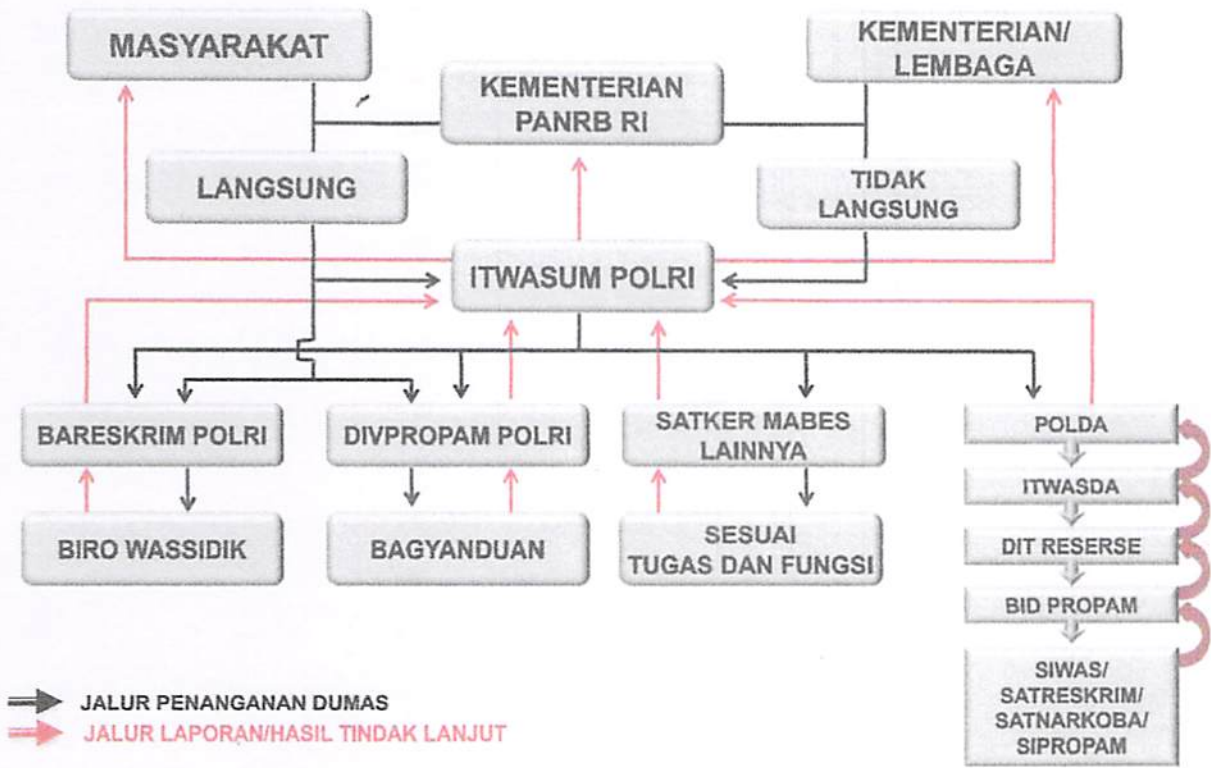 MASYARAKAT
KEMENTERIAN/
LEMBAGA
KEMENTERIAN
PANRB RI
LANGSUNG
TIDAK
LANGSUNG
ITWASUM POLRI
BARESKRIM POLRI
DIVPROPAM POLRI
SATKER MABES
LAINNYA
POLDA
ITWASDA
BIRO WASSIDIK
BAGYANDUAN
SESUAI
TUGAS DAN FUNGSI
DIT RESERSE
BID PROPAM
SIWAS/
SATRESKRIM/
SATNARKOBA/
SIPROPAM
JALUR PENANGANAN DUMAS
JALUR LAPORAN/HASIL TINDAK LANJUT